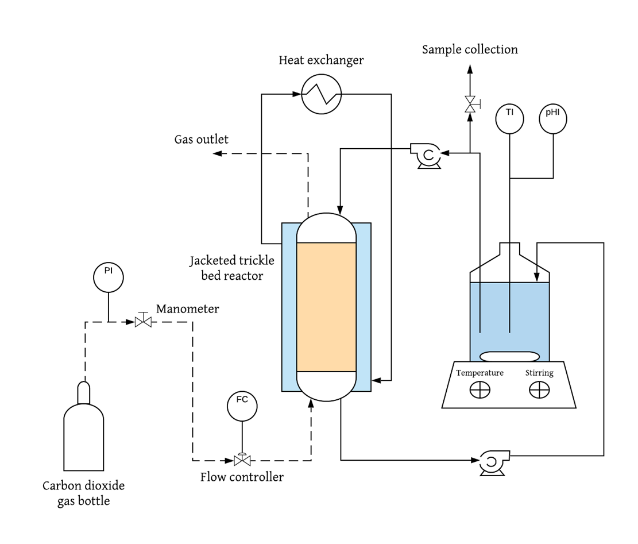 Sample collection
Heat exchanger
TI
pHI
Gas outlet
C
Jacketed trickle
bed reactor
PI
Manometer
Temperature
Stirring
FC
Flow controller
Carbon dioxide
gas bottle